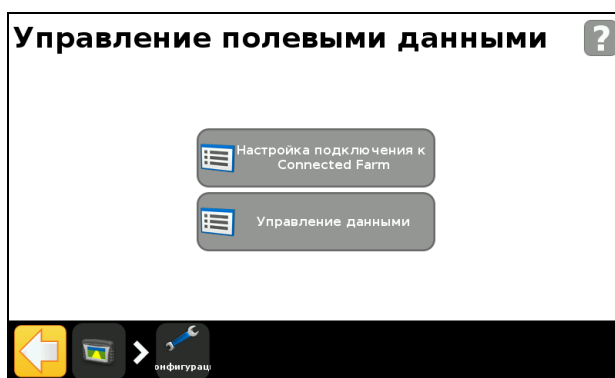 Управление полевыми данными
?
Настройка подключения к
Connected Farm
Управление данными
онфигурац